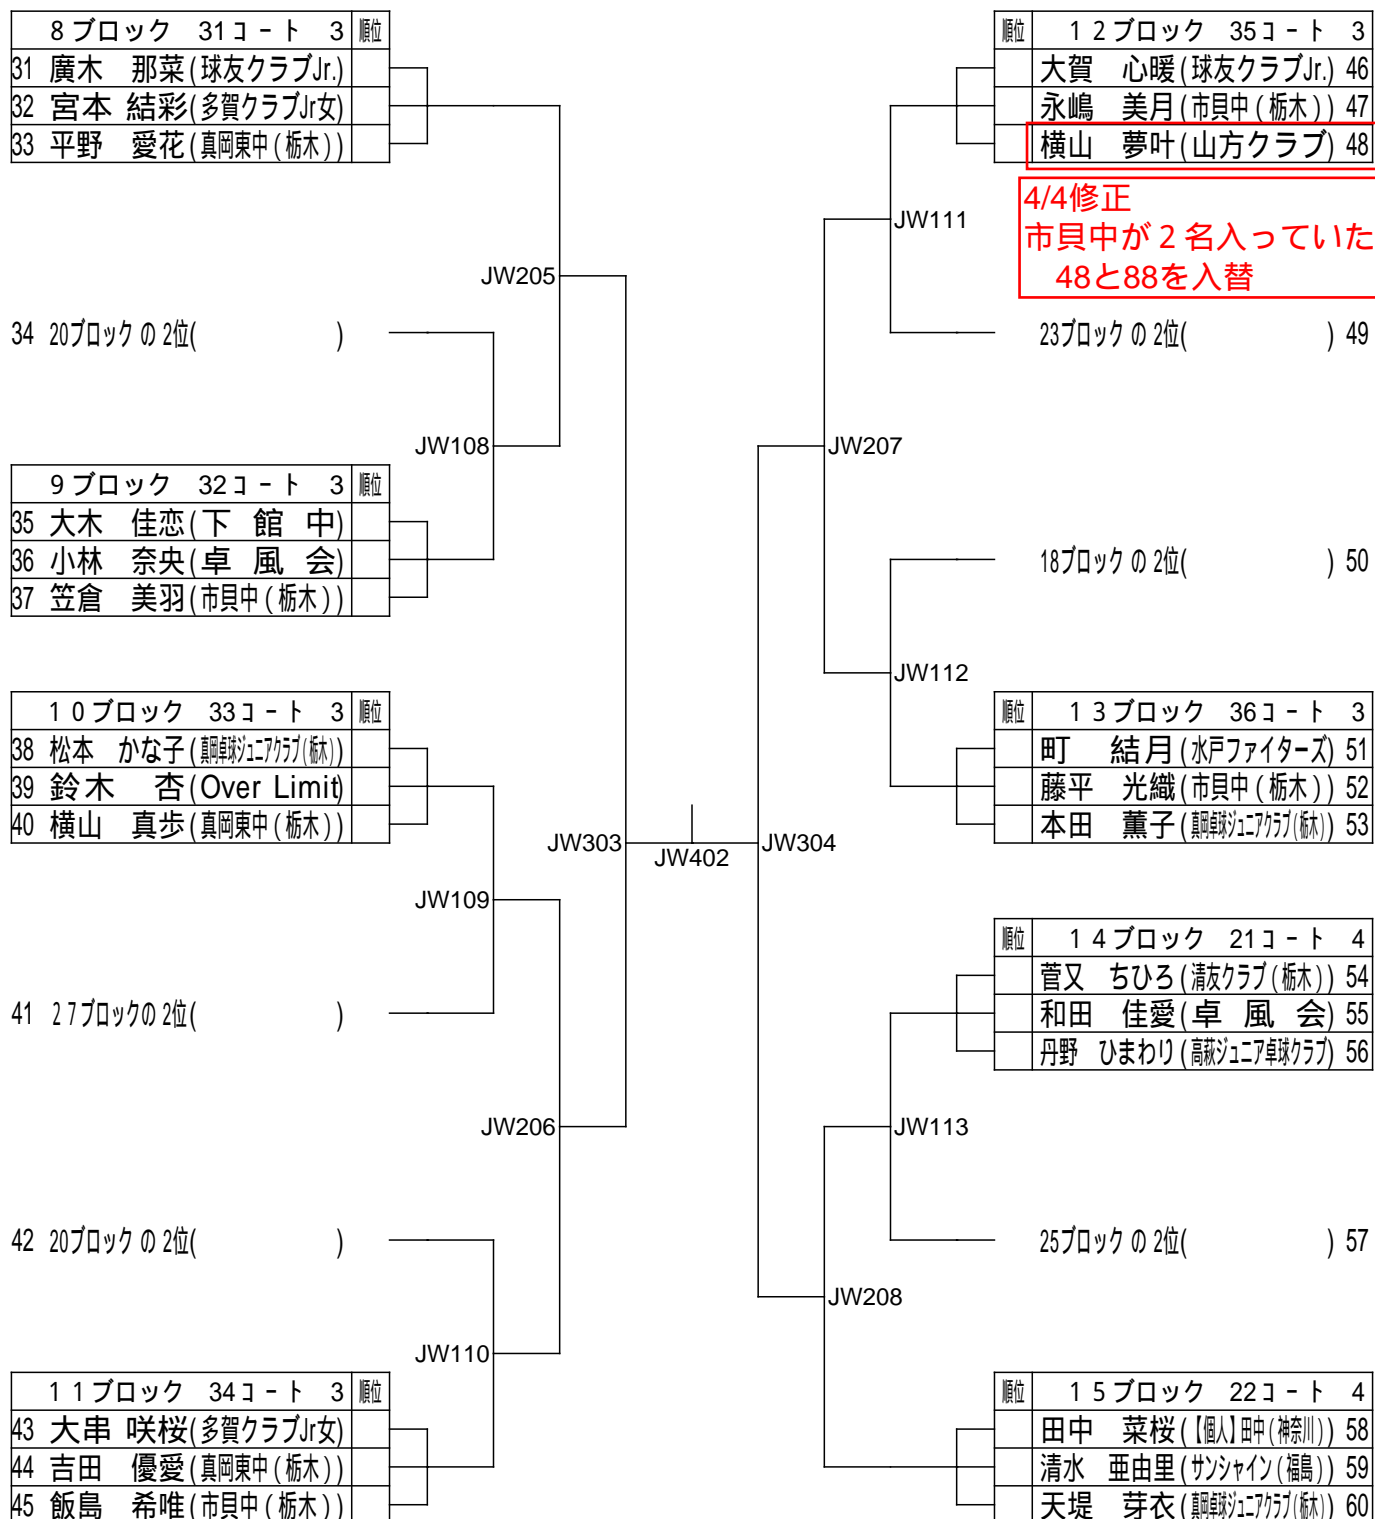 8ブロック　31コート　3 順位
31 廣木　那菜(球友クラブJr.)
32 宮本 結彩(多賀クラブJr女)
33 平野　愛花(真岡東中(栃木))
JW205
34 20ブロック の 2位(　　　　)
JW108
9ブロック　32コート　3 順位
35 大木　佳恋(下　館　中)
36 小林　奈央(卓　風　会)
37 笠倉　美羽(市貝中(栃木))
10ブロック　33コート　3 順位
38 松本　かな子(真岡卓球ジュニアクラブ(栃木))
39 鈴木　杏(Over Limit)
40 横山　真歩(真岡東中(栃木))
JW303
JW109
41 27ブロックの 2位(　　　　)
JW206
42 20ブロック の 2位(　　　　)
JW110
11ブロック　34コート　3 順位
43 大串 咲桜(多賀クラブJr女)
44 吉田　優愛(真岡東中(栃木))
45 飯島　希唯(市貝中(栃木))
JW402
順位 12ブロック　35コート　3
大賀　心暖(球友クラブJr.) 46
永嶋　美月(市貝中(栃木)) 47
横山　夢叶(山方クラブ) 48
4/4修正
市貝中が2名入っていた
48と88を入替
JW111
23ブロック の 2位(　　　　) 49
JW207
18ブロック の 2位(　　　　) 50
JW112
順位 13ブロック　36コート　3
町　結月(水戸ファイターズ) 51
藤平　光織(市貝中(栃木)) 52
本田　薫子(真岡卓球ジュニアクラブ(栃木)) 53
JW304
順位 14ブロック　21コート　4
菅又　ちひろ(清友クラブ(栃木)) 54
和田　佳愛(卓　風　会) 55
丹野　ひまわり(高萩ジュニア卓球クラブ) 56
JW113
25ブロック の 2位(　　　　) 57
JW208
順位 15ブロック　22コート　4
田中　菜桜(【個人】田中(神奈川)) 58
清水　亜由里(サンシャイン(福島)) 59
天堤　芽衣(真岡卓球ジュニアクラブ(栃木)) 60